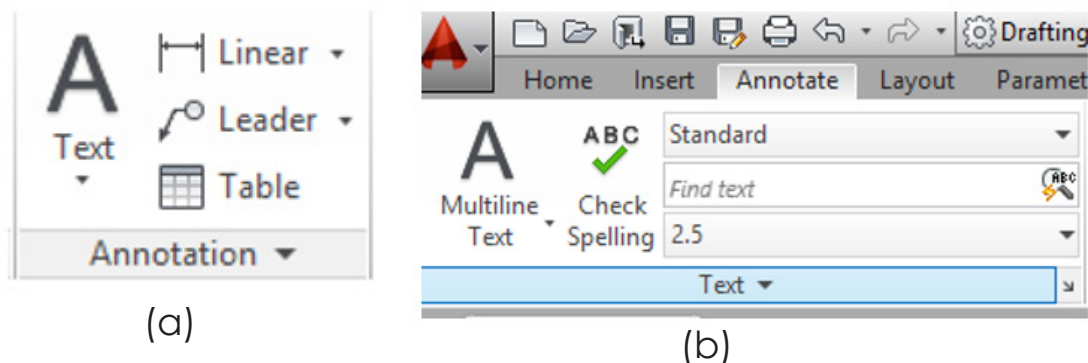 A
Text
Linear
Leader
Table
Annotation
(a)
Drafting
Home Insert Annotate Layout Paramet
A
Multiline
Text
ABC
Check
Spelling
Standard
Find text
ABC
2.5
Text
(b)